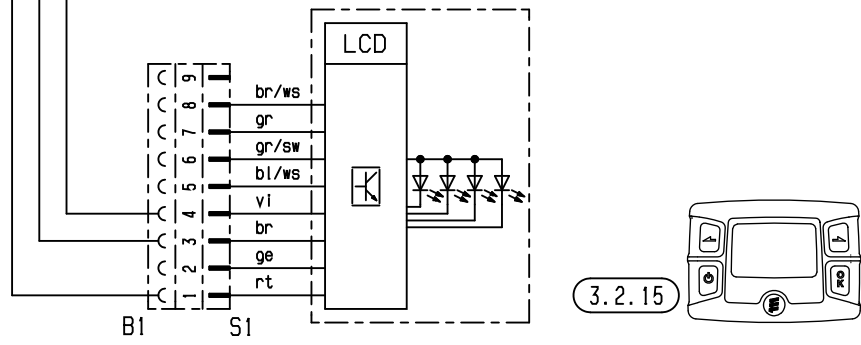 LCD
9
8 br/ws
7 gr
6 gr/sw
5 bl/ws
4 vi
3 br
2 ge
1 rt
B1 S1
3.2.15
OK